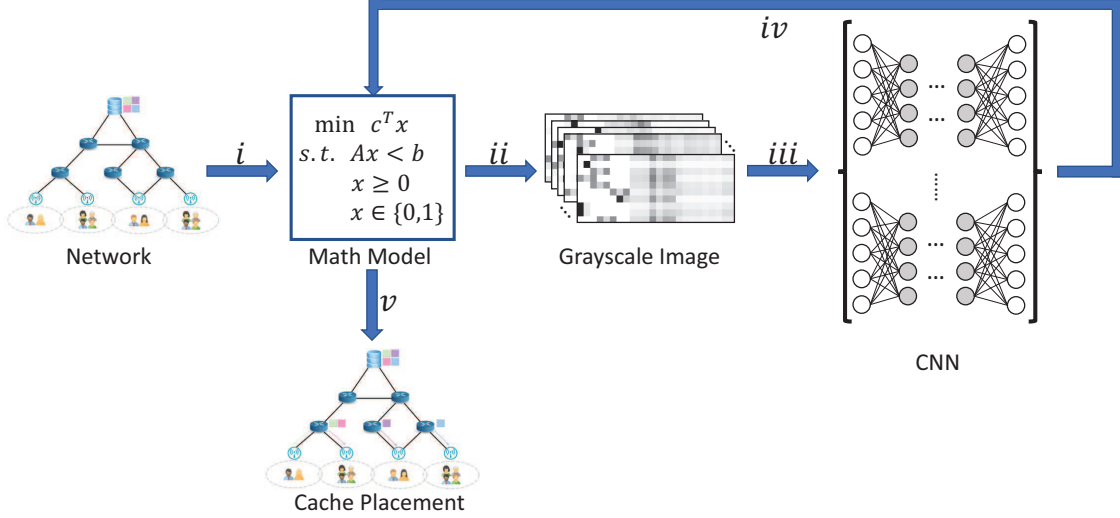 iv
i
min c^T x
s.t. Ax < b
x ≥ 0
x ∈ {0,1}
ii
iii
...
...
......
...
...
Network
Math Model
Grayscale Image
v
CNN
Cache Placement